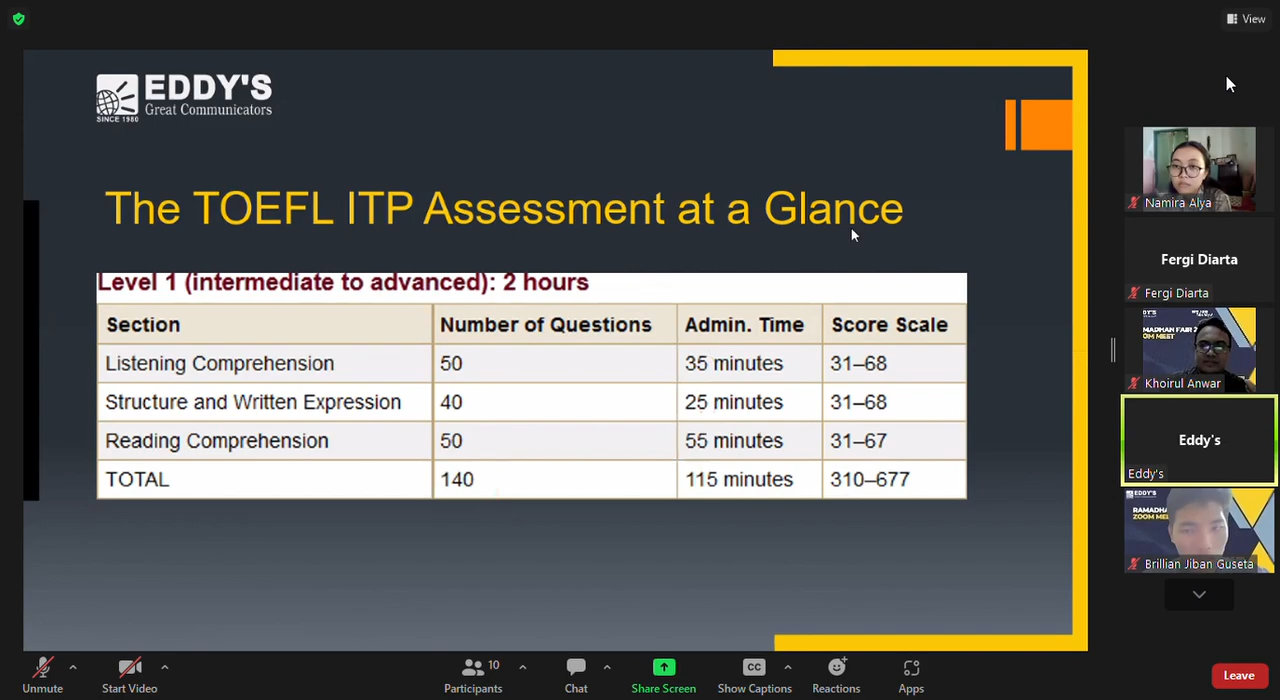 View
EDDY'S
Great Communicators
SINCE 1980
The TOEFL ITP Assessment at a Glance
Level 1 (intermediate to advanced): 2 hours
Section Number of Questions Admin. Time Score Scale
Listening Comprehension 50 35 minutes 31–68
Structure and Written Expression 40 25 minutes 31–68
Reading Comprehension 50 55 minutes 31–67
TOTAL 140 115 minutes 310–677
Namira Alya
Fergi Diarta
Fergi Diarta
ZOOM MEET
Khoirul Anwar
Eddy's
Eddy's
EDDY'S
Brillian Jiban Guseta
Unmute
Start Video
10
Participants
Chat
Share Screen
CC
Show Captions
Reactions
Apps
Leave